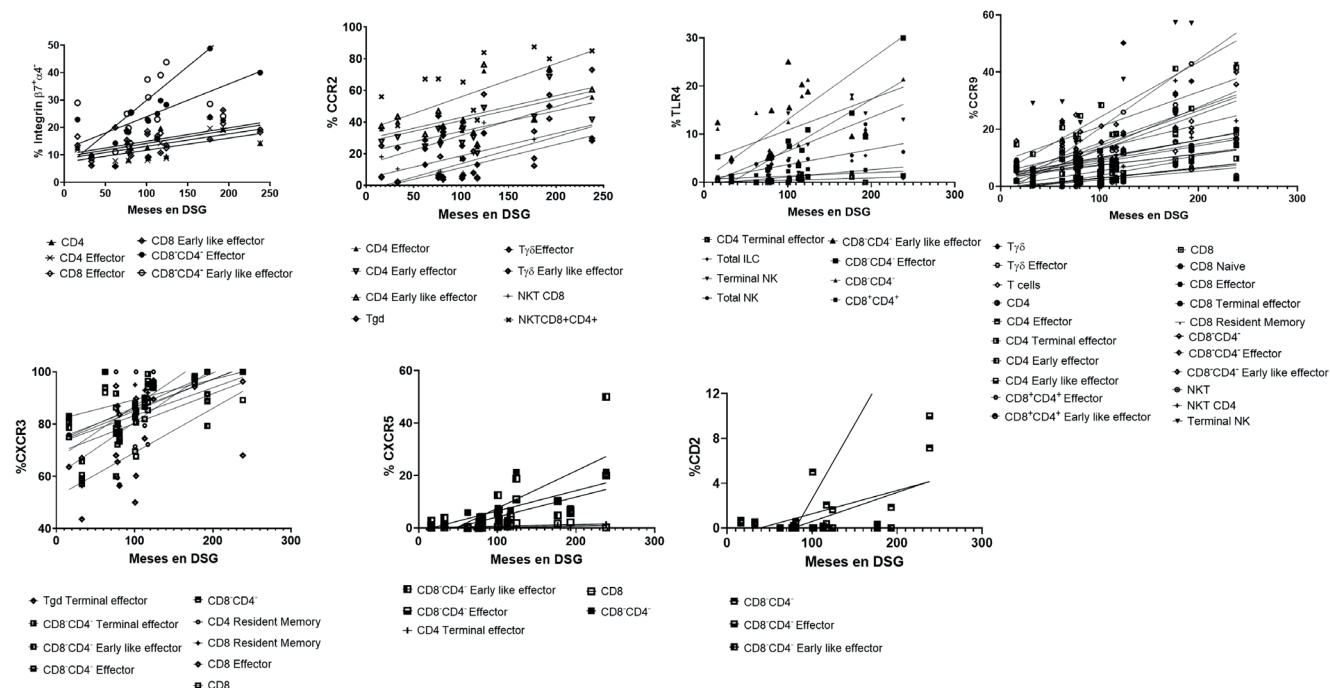 % Integrin β7⁺α4⁻
50
40
30
20
10
0
0 50 100 150 200 250
Meses en DSG
CD4
CD4 Effector
CD8 Effector
CD8 Early like effector
CD8⁻CD4⁻ Effector
CD8⁻CD4⁻ Early like effector
% CCR2
100
80
60
40
20
0
0 50 100 150 200 250
Meses en DSG
CD4 Effector
CD4 Early effector
CD4 Early like effector
Tgd
TγδEffector
Tγδ Early like effector
NKT CD8
NKTCD8+CD4+
% TLR4
30
20
10
0
0 100 200 300
Meses en DSG
CD4 Terminal effector
Total ILC
Terminal NK
Total NK
CD8⁻CD4⁻ Early like effector
CD8⁻CD4⁻ Effector
CD8⁻CD4⁻
CD8⁺CD4⁺
%CCR9
60
40
20
0
0 100 200 300
Meses en DSG
Tγδ
Tγδ Effector
T cells
CD4
CD4 Effector
CD4 Terminal effector
CD4 Early effector
CD4 Early like effector
CD8⁺CD4⁺ Effector
CD8⁺CD4⁺ Early like effector
CD8
CD8 Naive
CD8 Effector
CD8 Terminal effector
CD8 Resident Memory
CD8⁻CD4⁻
CD8⁻CD4⁻ Effector
CD8⁻CD4⁻ Early like effector
NKT
NKT CD4
Terminal NK
%CXCR3
100
80
60
40
0 100 200 300
Meses en DSG
Tgd Terminal effector
CD8⁻CD4⁻ Terminal effector
CD8⁻CD4⁻ Early like effector
CD8⁻CD4⁻ Effector
CD8⁻CD4⁻
CD4 Resident Memory
CD8 Resident Memory
CD8 Effector
CD8
% CXCR5
60
40
20
0
0 100 200 300
Meses en DSG
CD8⁻CD4⁻ Early like effector
CD8⁻CD4⁻ Effector
CD4 Terminal effector
CD8
CD8⁻CD4⁻
%CD2
12
8
4
0
0 100 200 300
Meses en DSG
CD8⁻CD4⁻
CD8⁻CD4⁻ Effector
CD8⁻CD4⁻ Early like effector